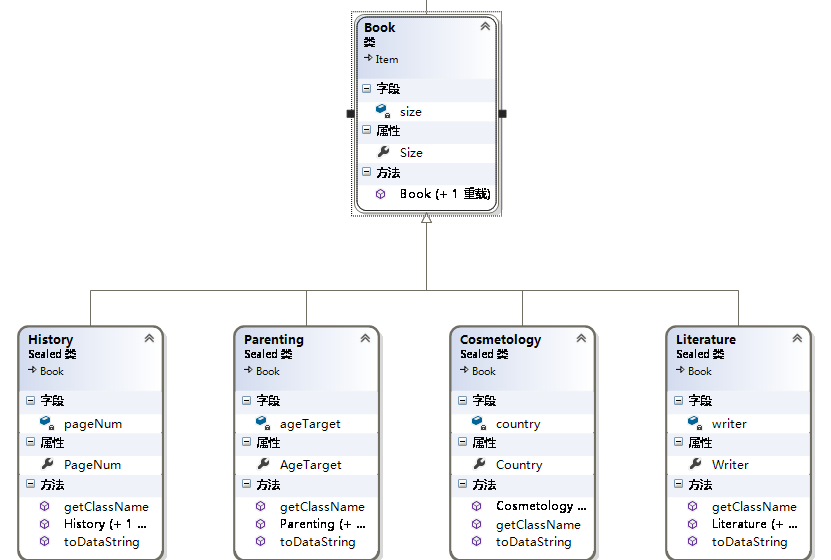 Book
类
Item
字段
size
属性
Size
方法
Book (+ 1 重载)
History
Sealed 类
Book
字段
pageNum
属性
PageNum
方法
getClassName
History (+ 1 ...
toDataString
Parenting
Sealed 类
Book
字段
ageTarget
属性
AgeTarget
方法
getClassName
Parenting (+ ...
toDataString
Cosmetology
Sealed 类
Book
字段
country
属性
Country
方法
Cosmetology ...
getClassName
toDataString
Literature
Sealed 类
Book
字段
writer
属性
Writer
方法
getClassName
Literature (+ ...
toDataString